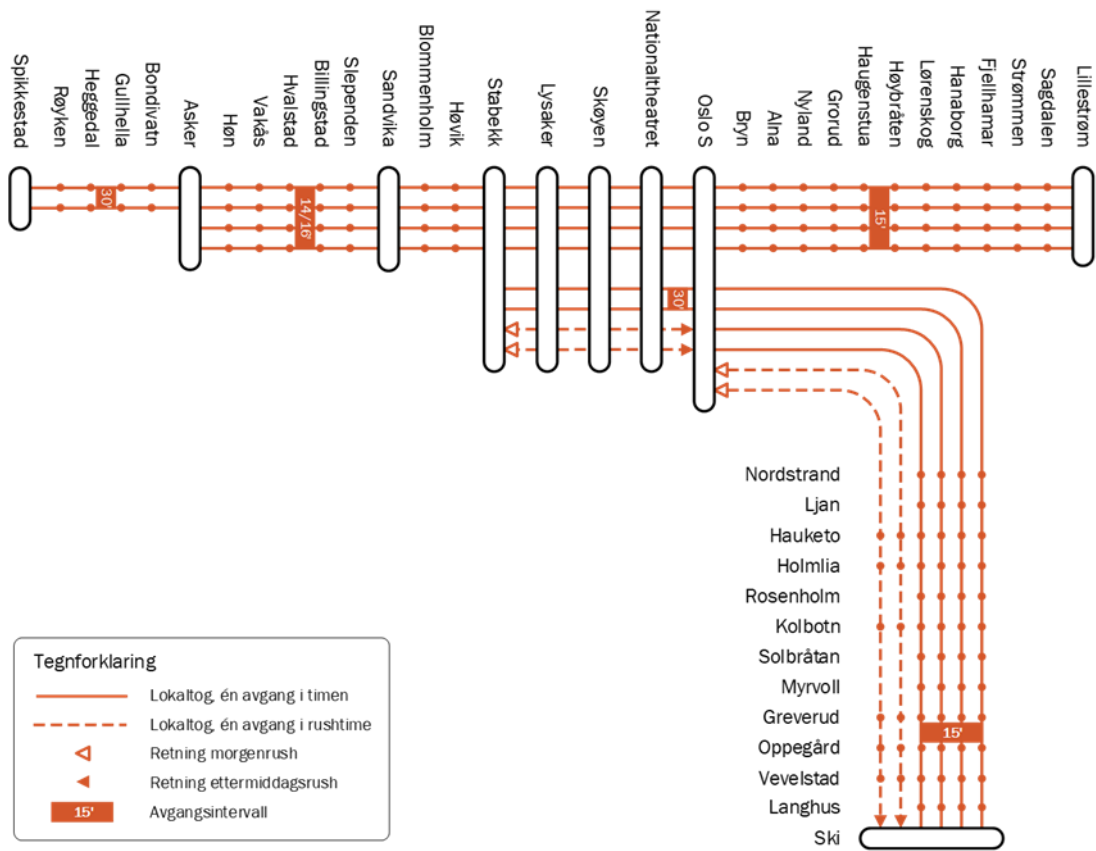 Spikkestad
Røyken
Heggedal
Gullhella
Bondivatn
Asker
Høn
Vakås
Hvalstad
Billingstad
Slependen
Sandvika
Blommenholm
Høvik
Stabekk
Lysaker
Skøyen
Nationaltheatret
Oslo S
Bryn
Alna
Nyland
Grorud
Haugenstua
Høybråten
Lørenskog
Hanaborg
Fjellhamar
Strømmen
Sagdalen
Lillestrøm
30'
14/16'
15'
30'
Nordstrand
Ljan
Hauketo
Holmlia
Rosenholm
Kolbotn
Solbråtan
Myrvoll
Greverud
15'
Oppegård
Vevelstad
Langhus
Ski
Tegnforklaring
Lokaltog, én avgang i timen
Lokaltog, én avgang i rushtime
Retning morgenrush
Retning ettermiddagsrush
15' Avgangsintervall